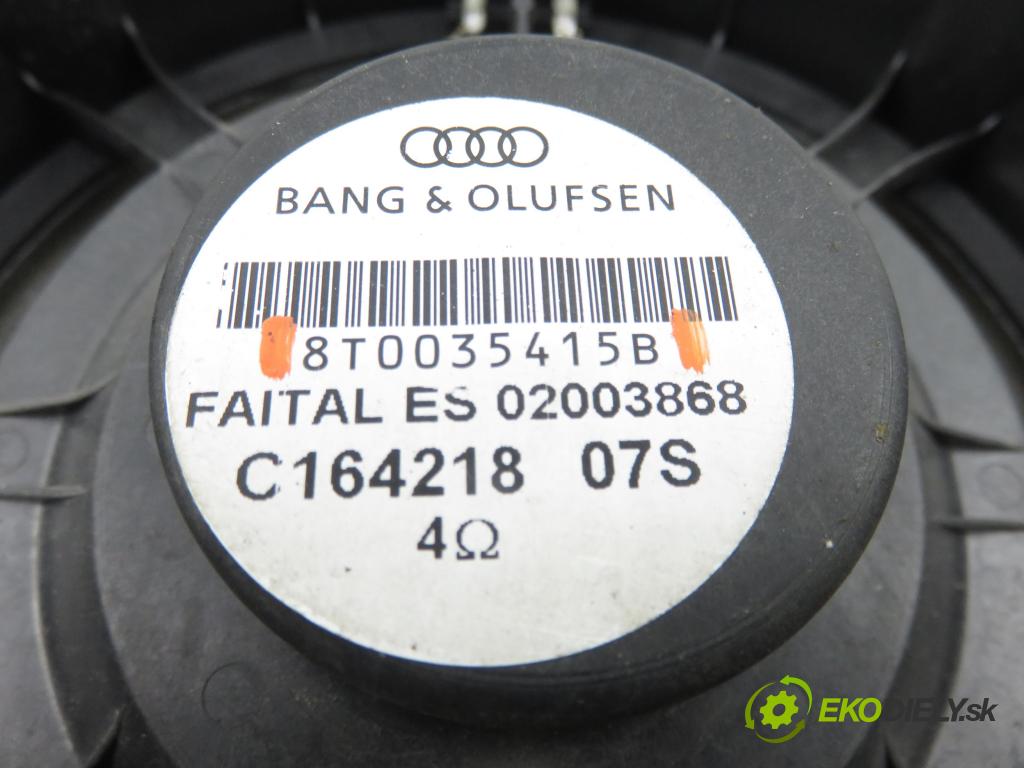 BANG & OLUFSEN
8T0035415B
FAITAL ES 02003868
C164218 07S
4Ω
EKODIELY.sk